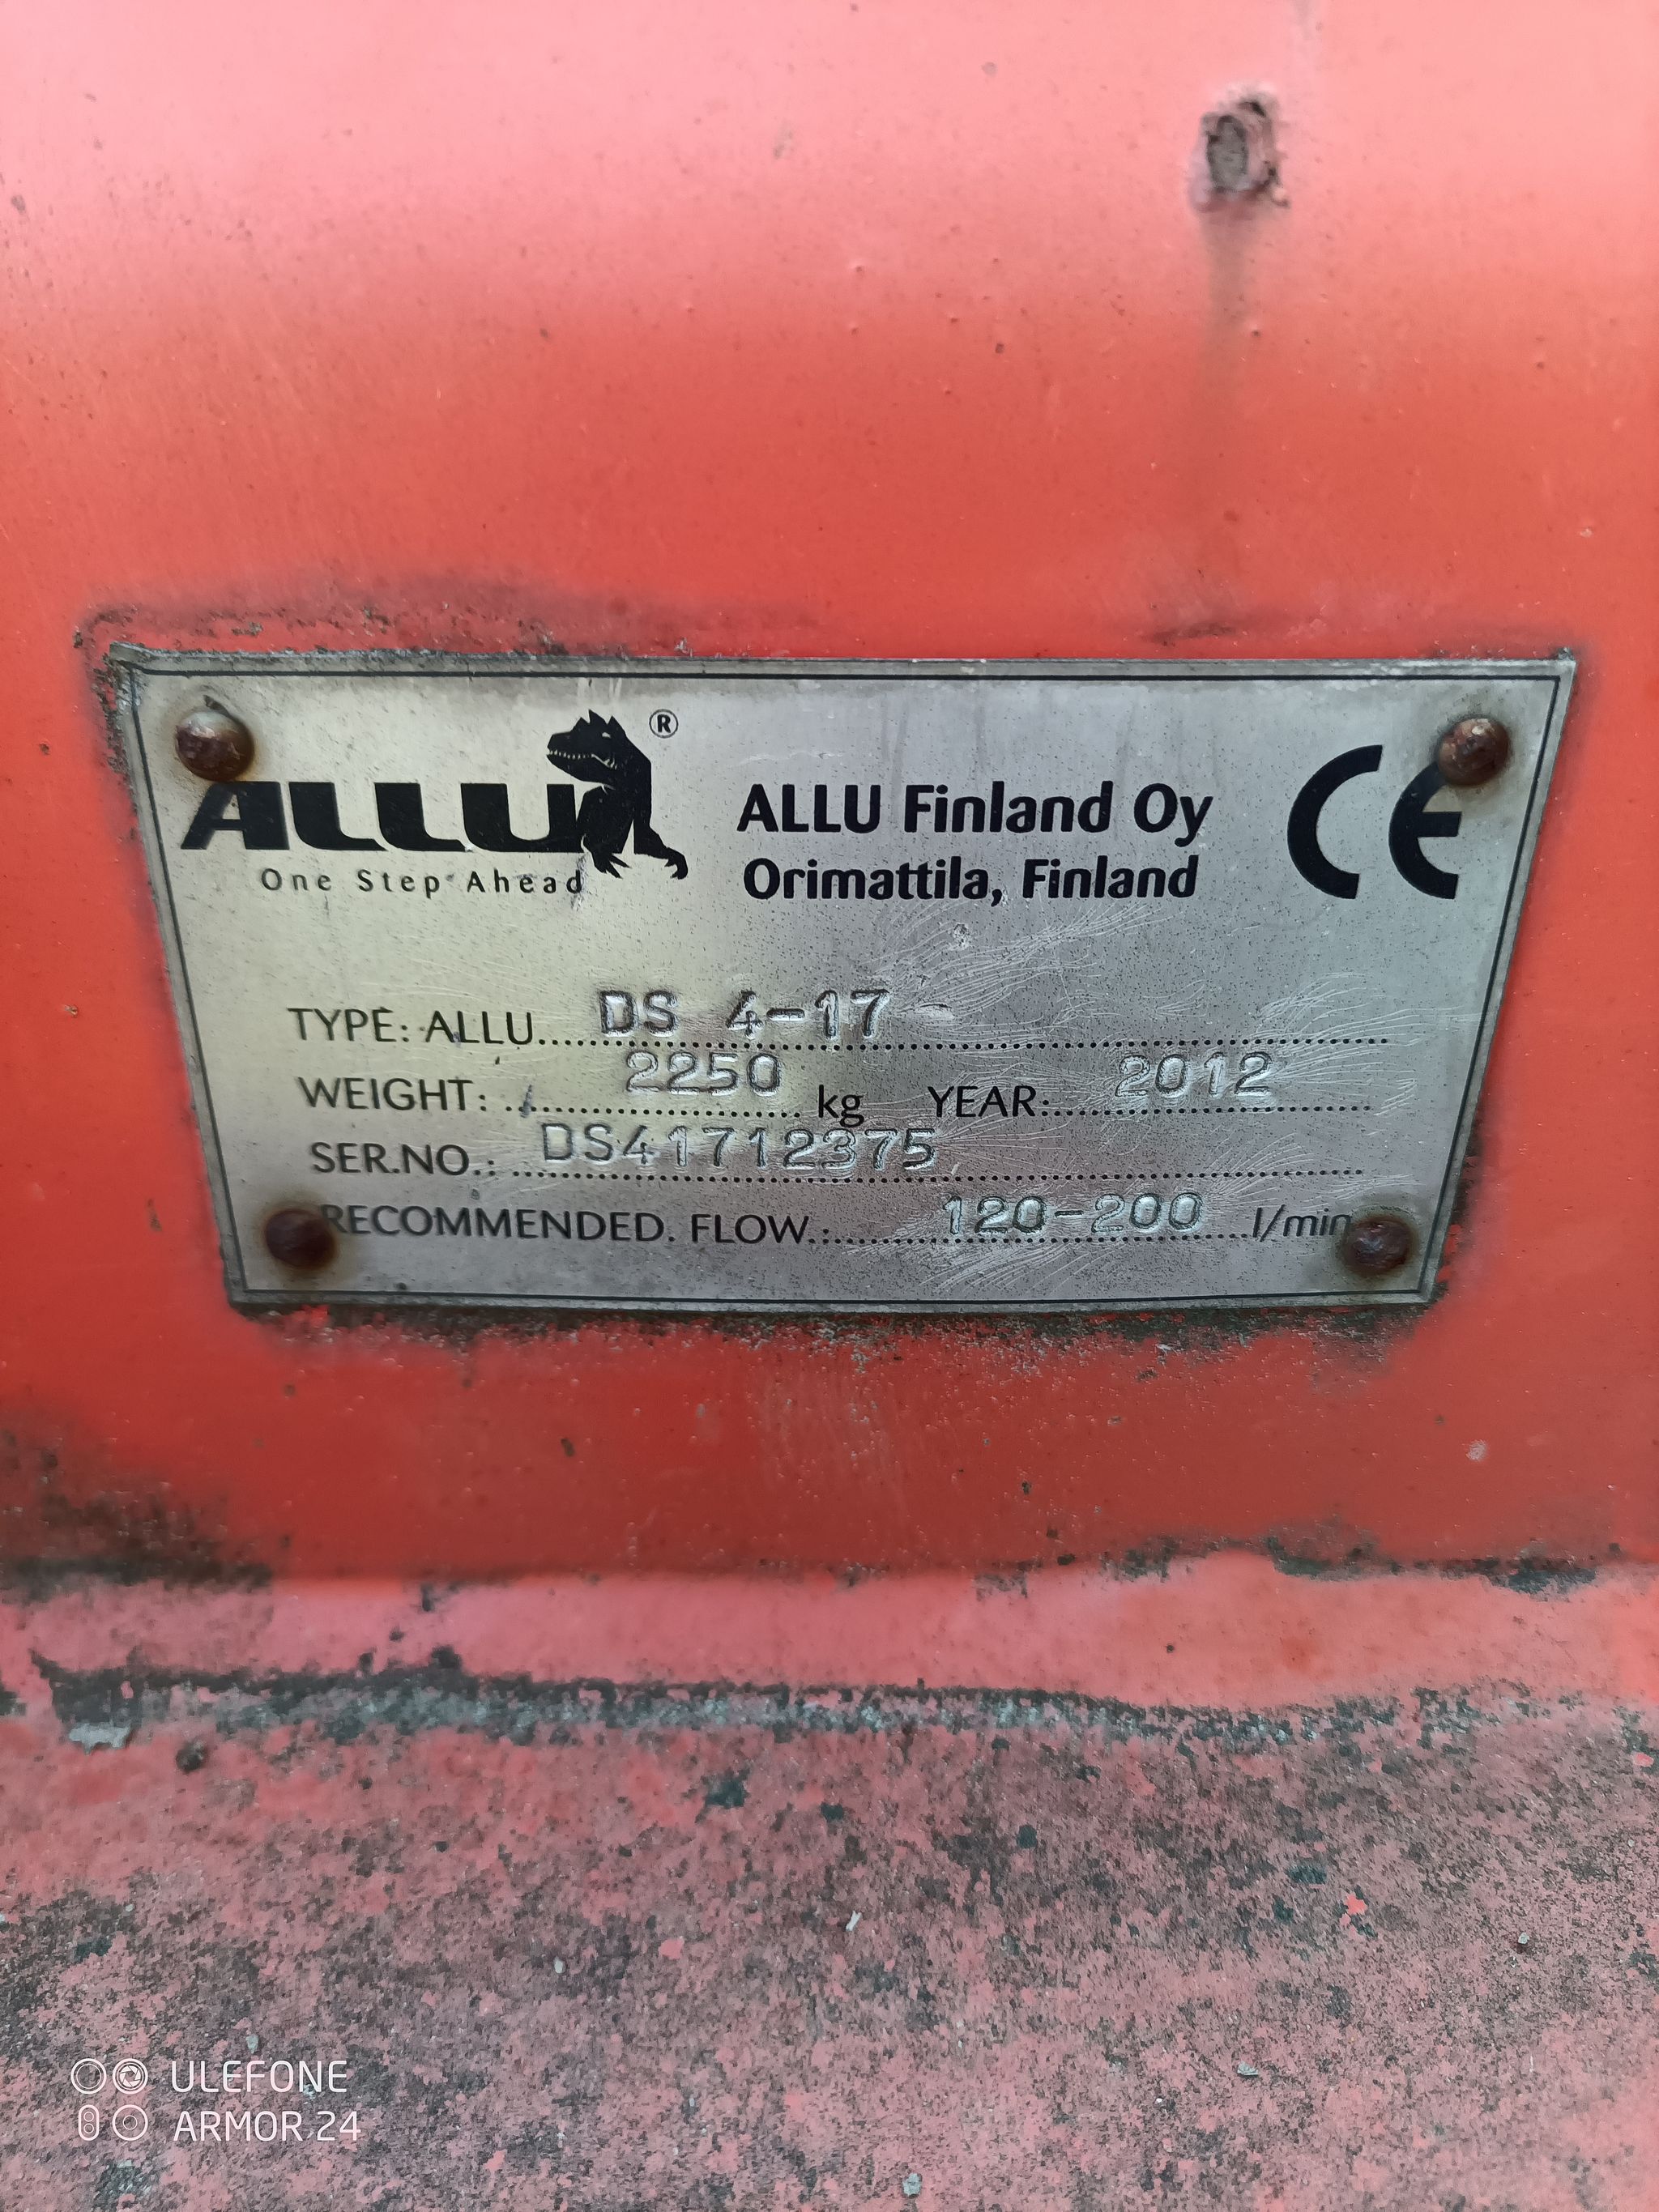 ALLU ®
One Step Ahead
ALLU Finland Oy
Orimattila, Finland
CE
TYPE: ALLU DS 4-17
WEIGHT: 2250 kg YEAR: 2012
SER.NO.: DS41712375
RECOMMENDED. FLOW.: 120-200 l/min
ULEFONE
ARMOR 24